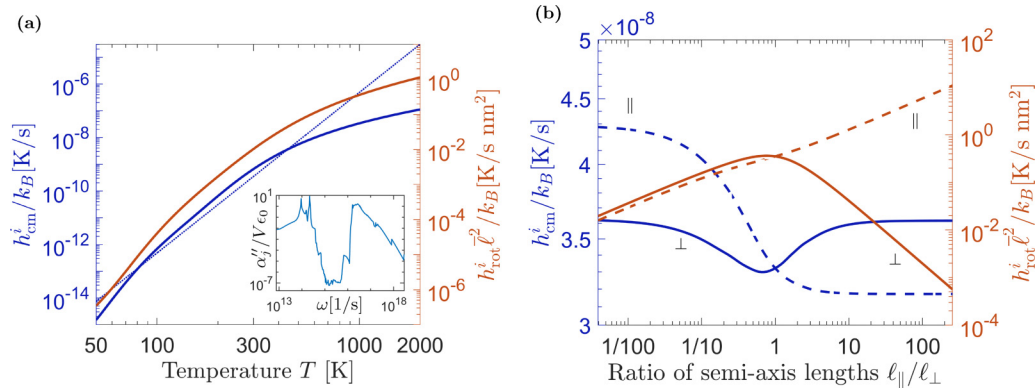 (a)
10^-6
10^-8
10^-10
10^-12
10^-14
h^i_cm/k_B [K/s]
10^0
10^-2
10^-4
10^-6
h^i_rot ℓ̄^2/k_B [K/s nm^2]
50 100 300 1000 2000
Temperature T [K]
10^1
10^-7
α''_j/Vϵ_0
10^13 10^18
ω[1/s]
(b)
×10^-8
5
4.5
4
3.5
3
h^i_cm/k_B [K/s]
10^2
10^0
10^-2
10^-4
h^i_rot ℓ̄^2/k_B [K/s nm^2]
∥
∥
⊥
⊥
1/100 1/10 1 10 100
Ratio of semi-axis lengths ℓ_∥/ℓ_⊥